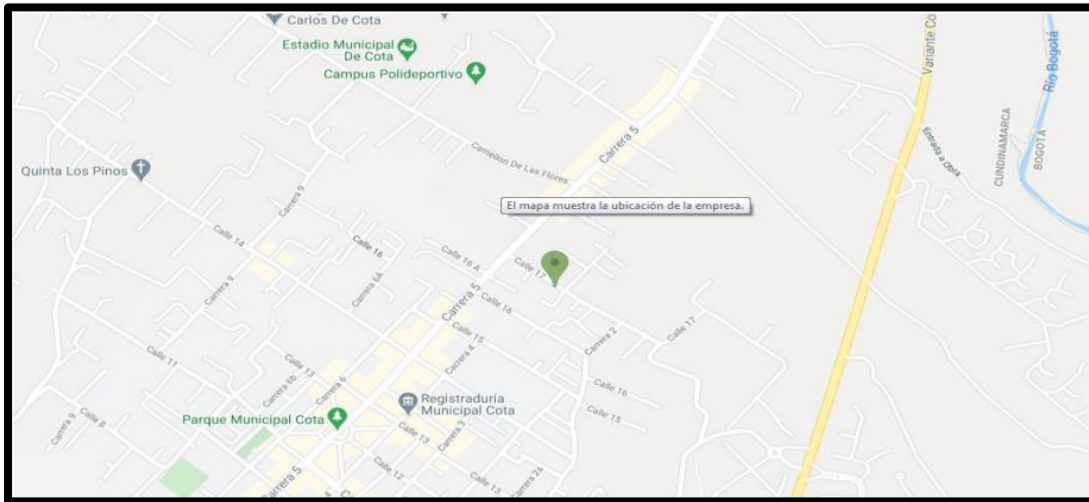 Carlos De Cota
Estadio Municipal
De Cota
Campus Polideportivo
Variante Co
Río Bogotá
Carrera 5
Entrada a Obra
CUNDINAMARCA
BOGOTÁ
Camellon De Las Flores
Quinta Los Pinos
Carrera 9
El mapa muestra la ubicación de la empresa.
Calle 14
Calle 16
Calle 16 A
Calle 17
Carrera 6A
Carrera 9
Carrera 5
Calle 16
Calle 17
Carrera 2
Calle 15
Calle 11
Calle 13
Carrera 4
Carrera 6b
Carrera 6
Calle 16
Registraduría
Municipal Cota
Parque Municipal Cota
Calle 15
Carrera 9
Calle 8
Calle 13
Carrera 3
Carrera 5
Calle 12
Calle 13
Carrera 2a